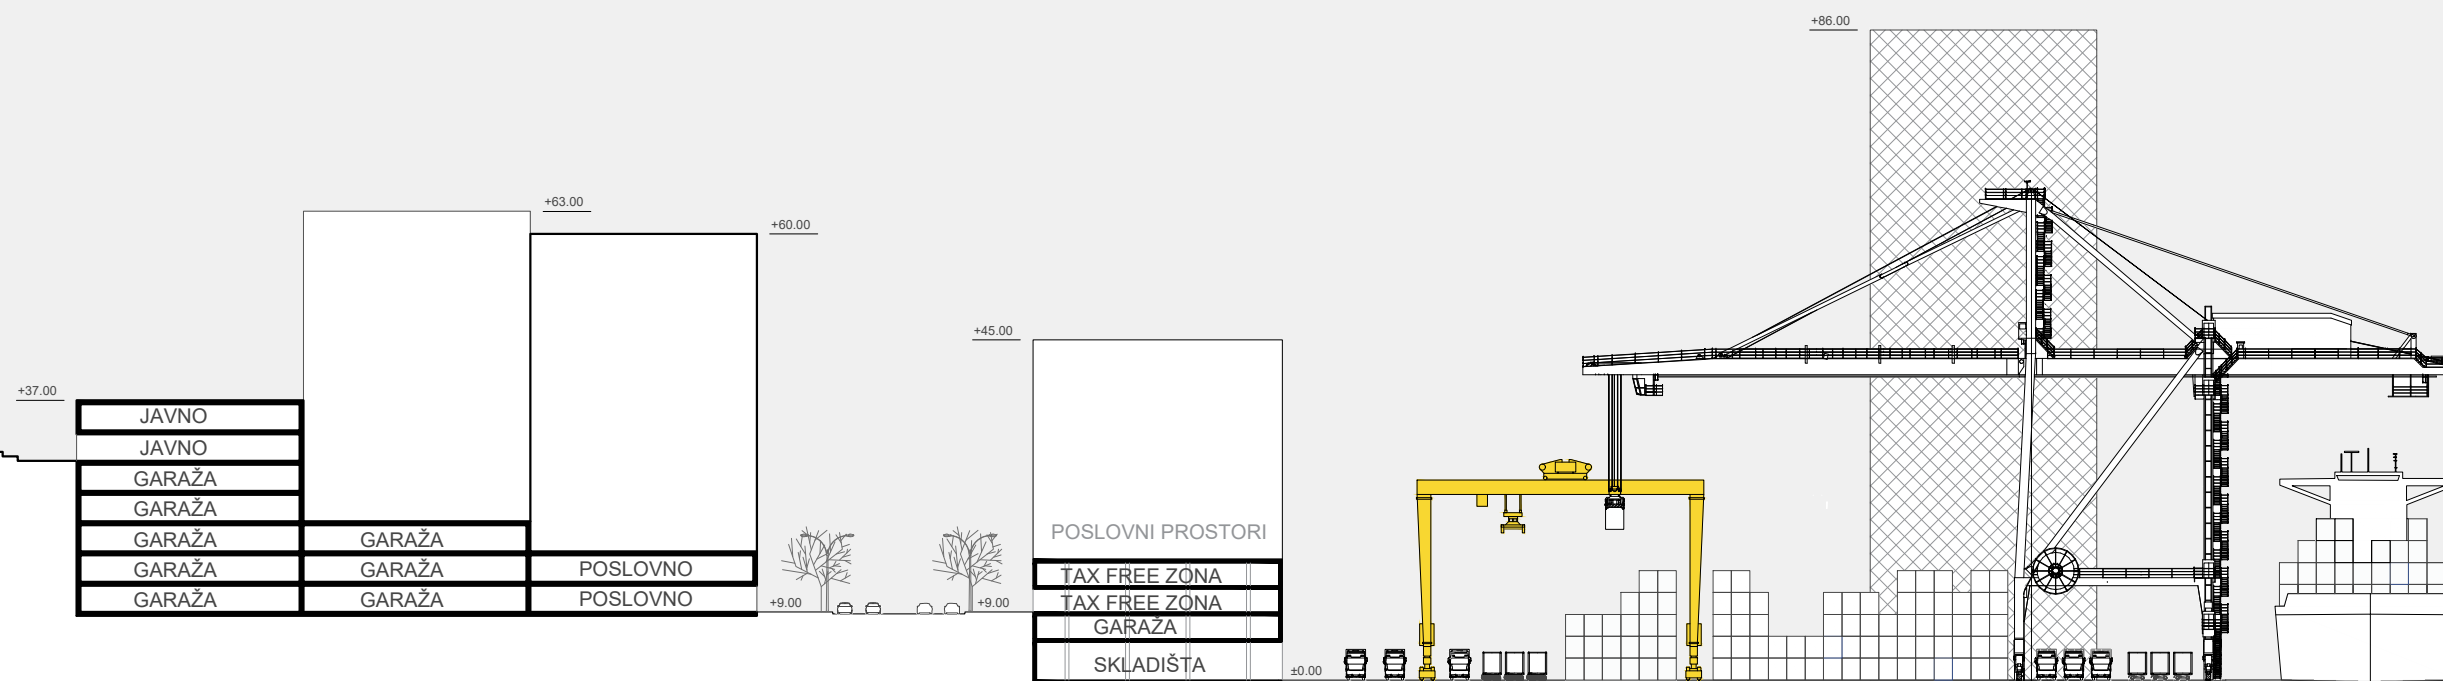 +86.00
+63.00
+60.00
+45.00
+37.00
JAVNO
JAVNO
GARAŽA
GARAŽA
GARAŽA GARAŽA
GARAŽA GARAŽA POSLOVNO
GARAŽA GARAŽA POSLOVNO
+9.00 +9.00
POSLOVNI PROSTORI
TAX FREE ZONA
TAX FREE ZONA
GARAŽA
SKLADIŠTA
±0.00